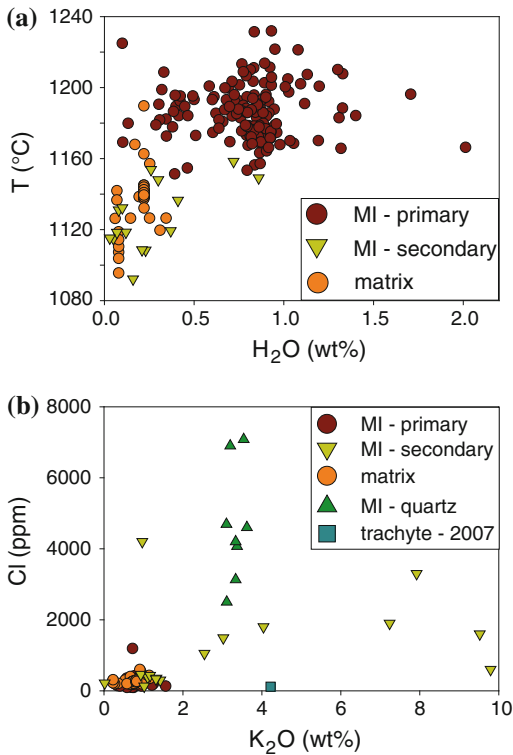 (a)
1240
1200
1160
1120
1080
T (°C)
MI - primary
MI - secondary
matrix
0.0 0.5 1.0 1.5 2.0
H₂O (wt%)
(b)
8000
6000
4000
2000
0
Cl (ppm)
MI - primary
MI - secondary
matrix
MI - quartz
trachyte - 2007
0 2 4 6 8 10
K₂O (wt%)